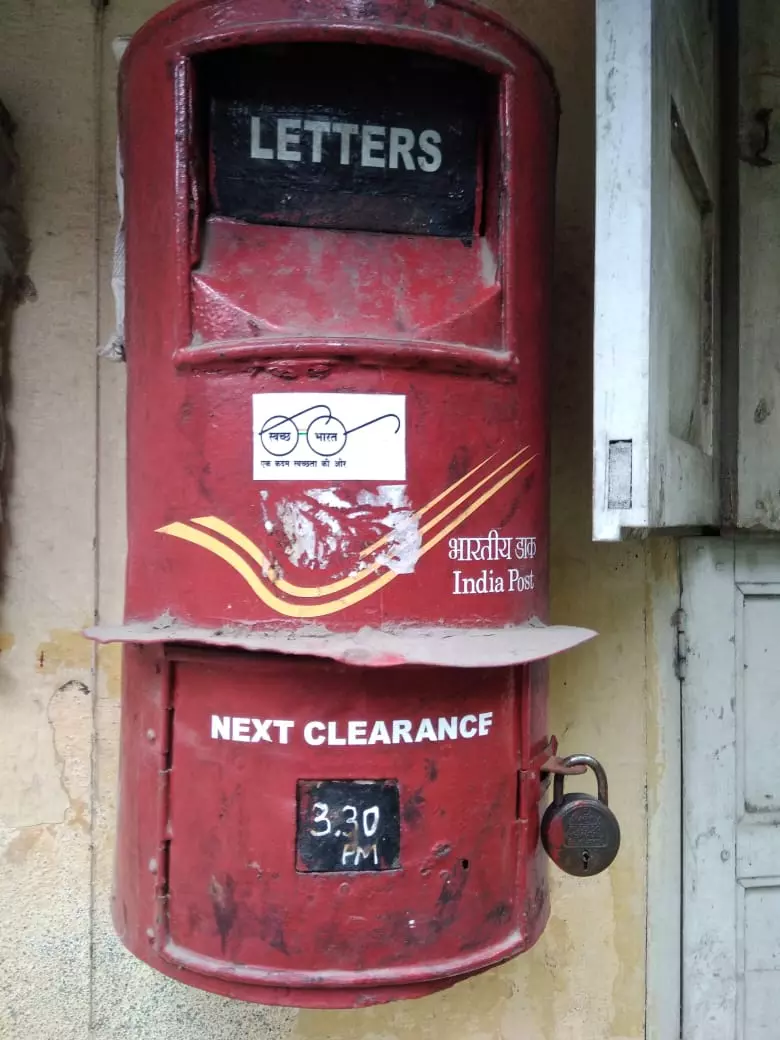 LETTERS
स्वच्छ भारत
एक कदम स्वच्छता की ओर
भारतीय डाक
India Post
NEXT CLEARANCE
3.30
PM